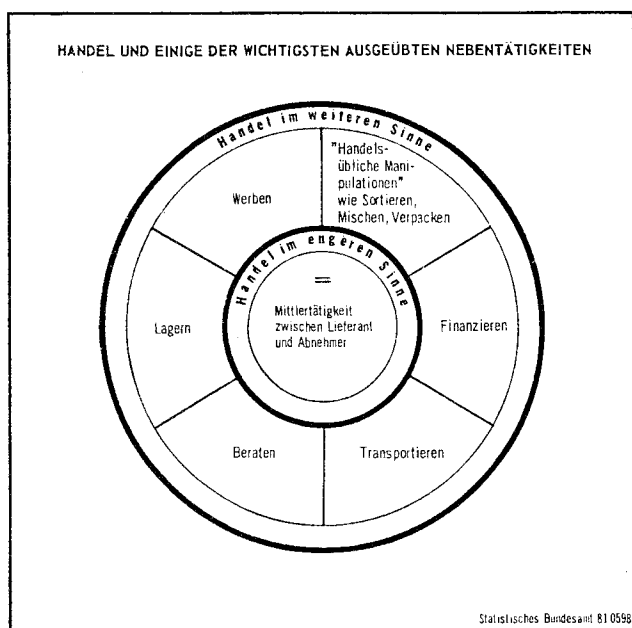 HANDEL UND EINIGE DER WICHTIGSTEN AUSGEÜBTEN NEBENTÄTIGKEITEN
Handel im weiteren Sinne
"Handels-
übliche Mani-
pulationen"
wie Sortieren,
Mischen, Verpacken
Werben
Handel im engeren Sinne
=
Mittlertätigkeit
zwischen Lieferant
und Abnehmer
Lagern
Finanzieren
Beraten
Transportieren
Statistisches Bundesamt 81 0598